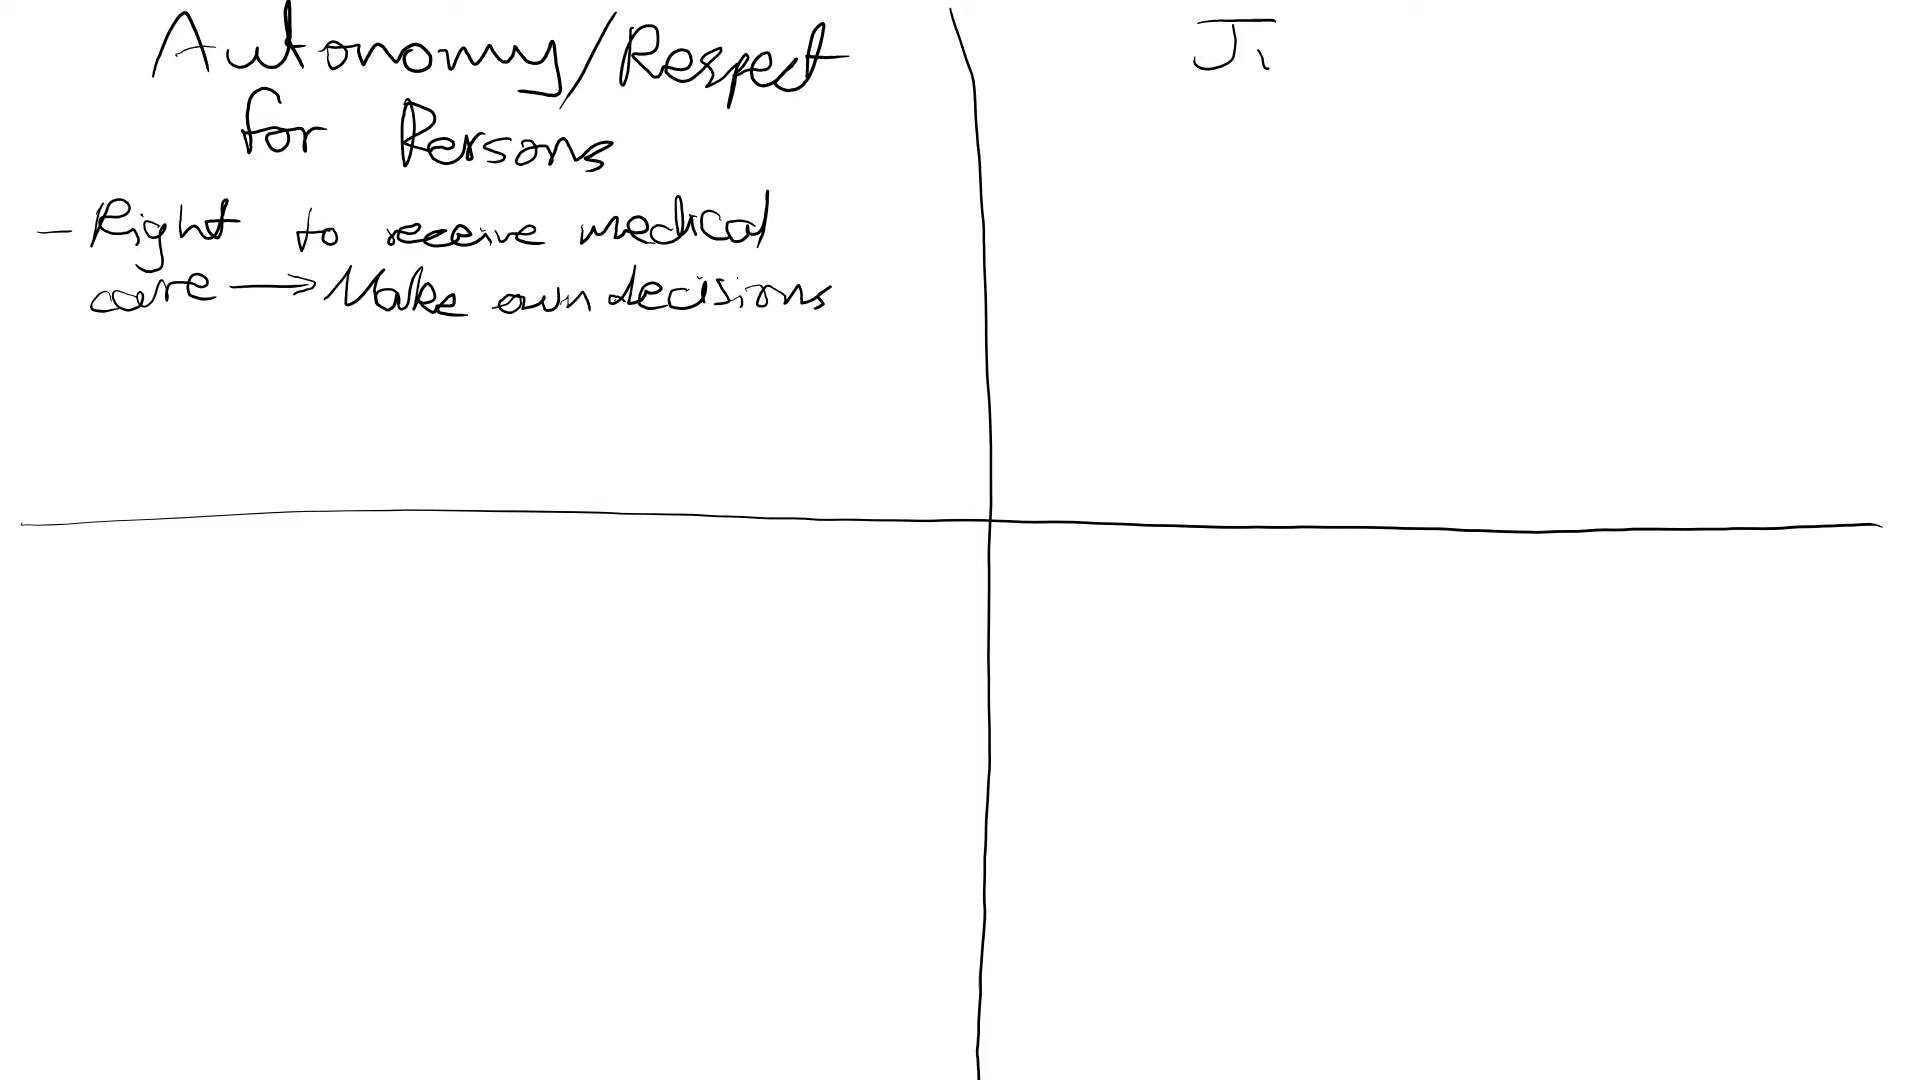 Autonomy/Respect
for Persons
- Right to receive medical
care → Make own decisions